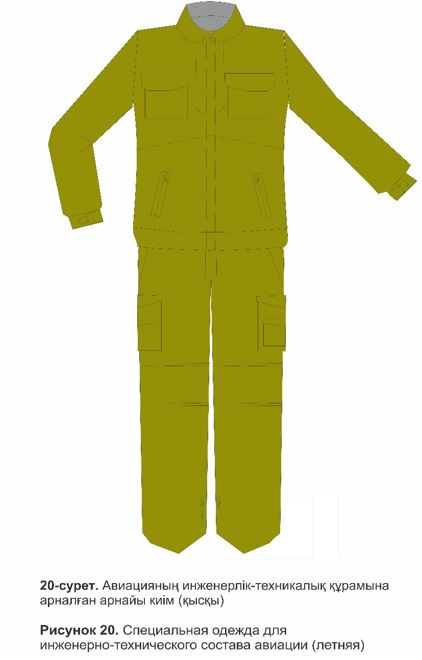 20-сурет. Авиацияның инженерлік-техникалық құрамына
арналған арнайы киім (қысқы)
Рисунок 20. Специальная одежда для
инженерно-технического состава авиации (летняя)